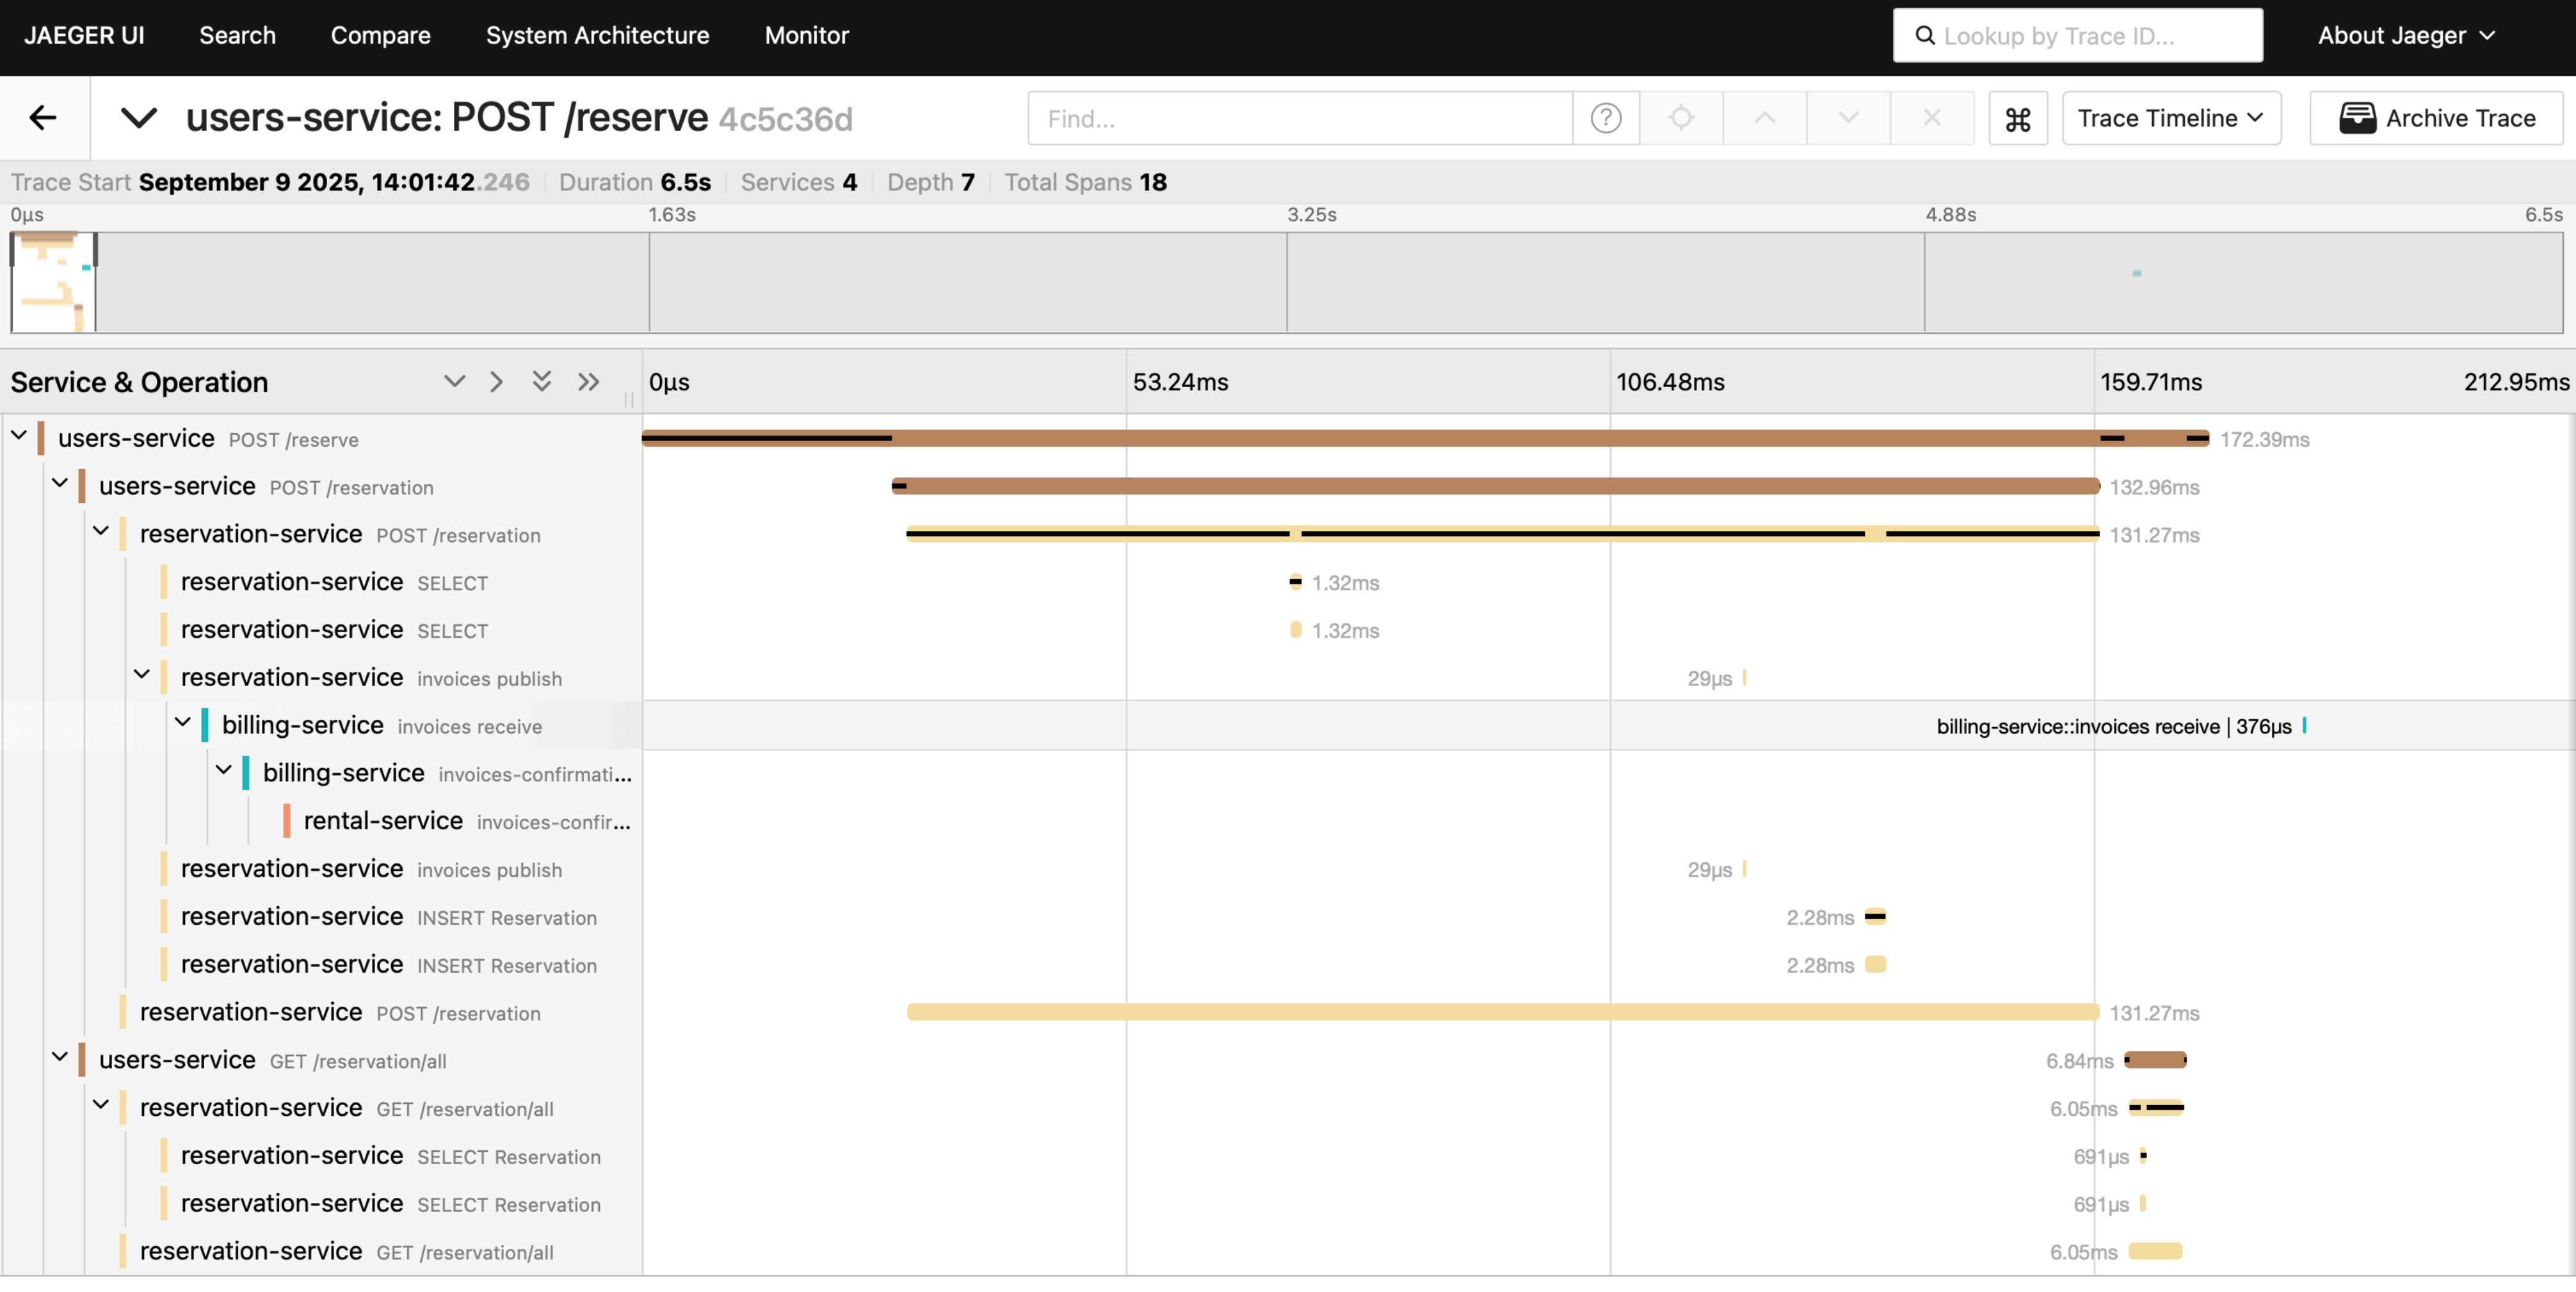 JAEGER UI Search Compare System Architecture Monitor Lookup by Trace ID... About Jaeger
users-service: POST /reserve 4c5c36d Find... ? ⌘ Trace Timeline Archive Trace
Trace Start September 9 2025, 14:01:42.246 Duration 6.5s Services 4 Depth 7 Total Spans 18
0μs 1.63s 3.25s 4.88s 6.5s
Service & Operation 0μs 53.24ms 106.48ms 159.71ms 212.95ms
users-service POST /reserve 172.39ms
users-service POST /reservation 132.96ms
reservation-service POST /reservation 131.27ms
reservation-service SELECT 1.32ms
reservation-service SELECT 1.32ms
reservation-service invoices publish 29μs
billing-service invoices receive billing-service::invoices receive | 376μs
billing-service invoices-confirmati...
rental-service invoices-confir...
reservation-service invoices publish 29μs
reservation-service INSERT Reservation 2.28ms
reservation-service INSERT Reservation 2.28ms
reservation-service POST /reservation 131.27ms
users-service GET /reservation/all 6.84ms
reservation-service GET /reservation/all 6.05ms
reservation-service SELECT Reservation 691μs
reservation-service SELECT Reservation 691μs
reservation-service GET /reservation/all 6.05ms